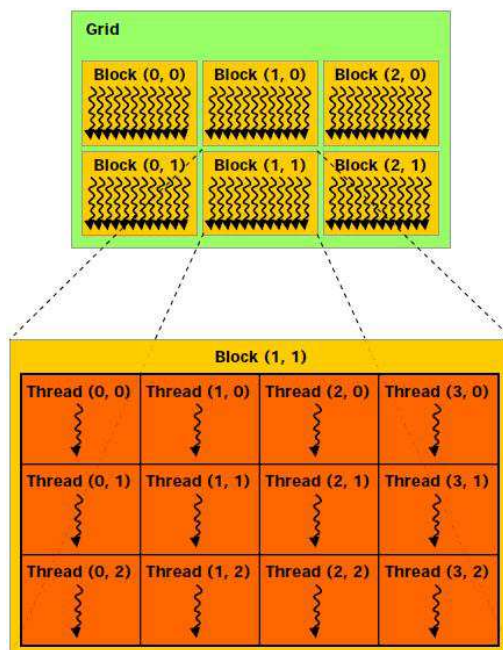 Grid
Block (0, 0) Block (1, 0) Block (2, 0)
Block (0, 1) Block (1, 1) Block (2, 1)
Block (1, 1)
Thread (0, 0) Thread (1, 0) Thread (2, 0) Thread (3, 0)
Thread (0, 1) Thread (1, 1) Thread (2, 1) Thread (3, 1)
Thread (0, 2) Thread (1, 2) Thread (2, 2) Thread (3, 2)